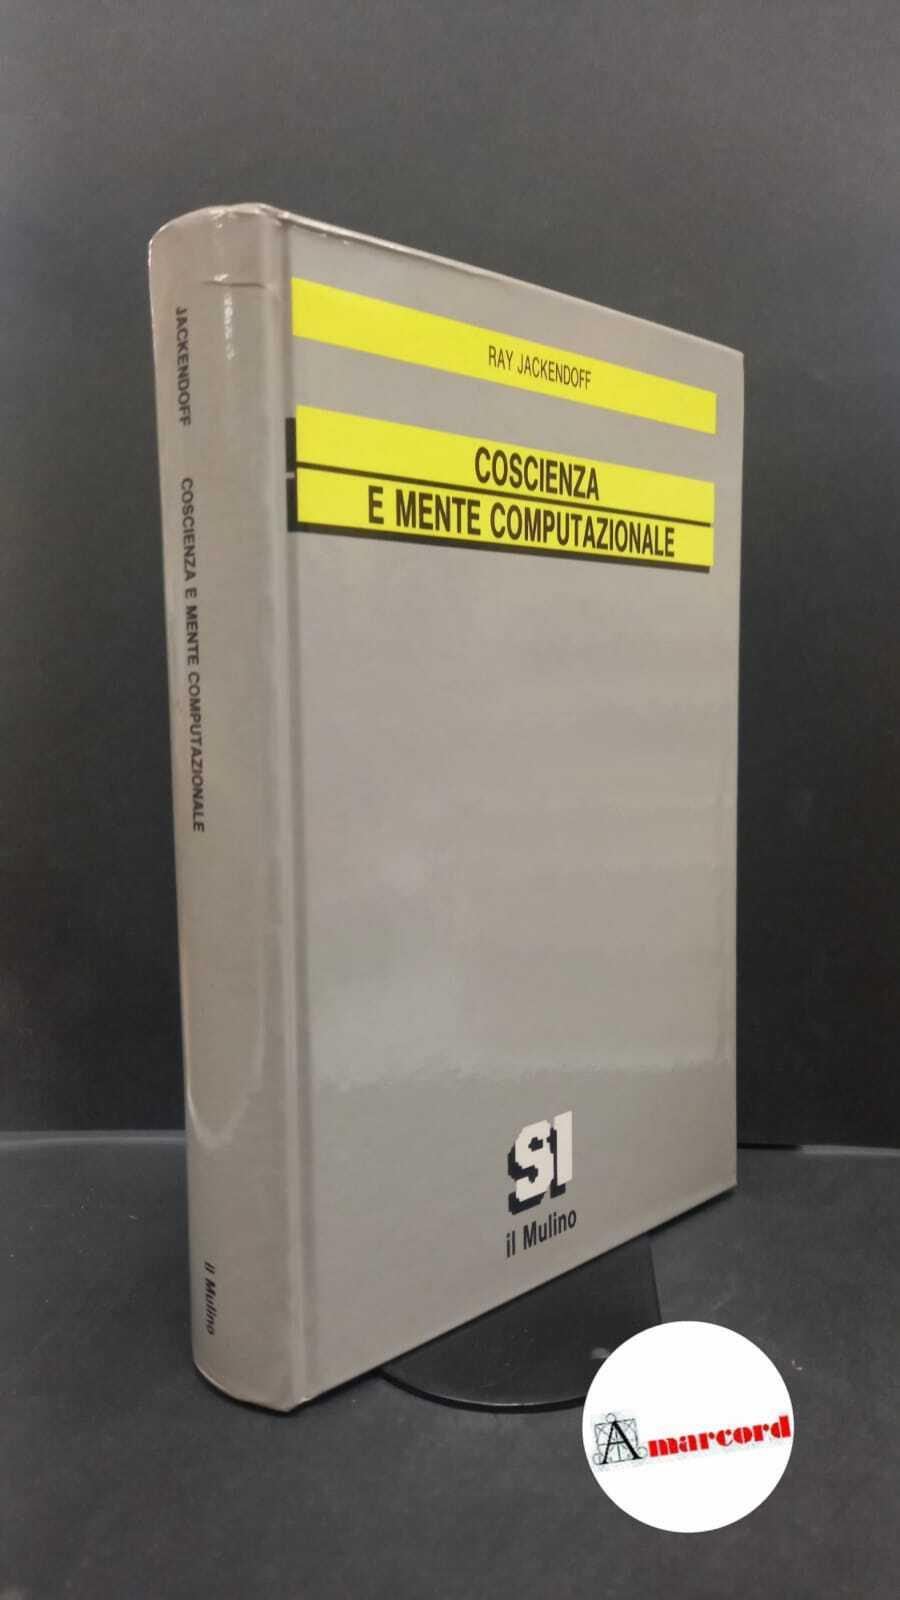 JACKENDOFF COSCIENZA E MENTE COMPUTAZIONALE il Mulino
RAY JACKENDOFF
COSCIENZA
E MENTE COMPUTAZIONALE
SI
il Mulino
Amarcord